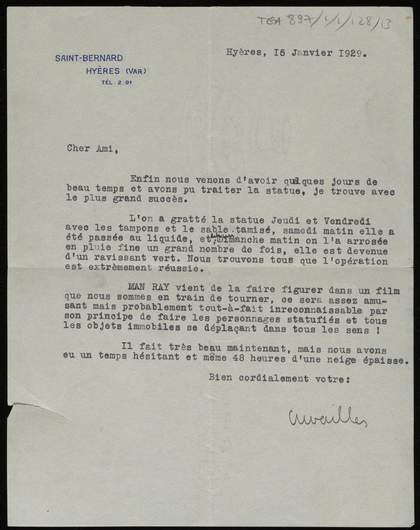 TGA 897/1/1/128/3
SAINT-BERNARD
HYÈRES (VAR)
TÉL. 2.91
Hyères, 15 Janvier 1929.
Cher Ami,
Enfin nous venons d'avoir quelques jours de
beau temps et avons pu traiter la statue, je trouve avec
le plus grand succès.
L'on a gratté la statue Jeudi et Vendredi
avec les tampons et le sable tamisé, samedi matin elle a
été passée au liquide, et Dimanche matin on l'a arrosée
en pluie fine un grand nombre de fois, elle est devenue
d'un ravissant vert. Nous trouvons tous que l'opération
est extrêmement réussie.
MAN RAY vient de la faire figurer dans un film
que nous sommes en train de tourner, ce sera assez amu-
sant mais probablement tout-à-fait inreconnaissable par
son principe de faire les personnages statufiés et tous
les objets immobiles se déplaçant dans tous les sens !
Il fait très beau maintenant, mais nous avons
eu un temps hésitant et même 48 heures d'une neige épaisse.
Bien cordialement votre: